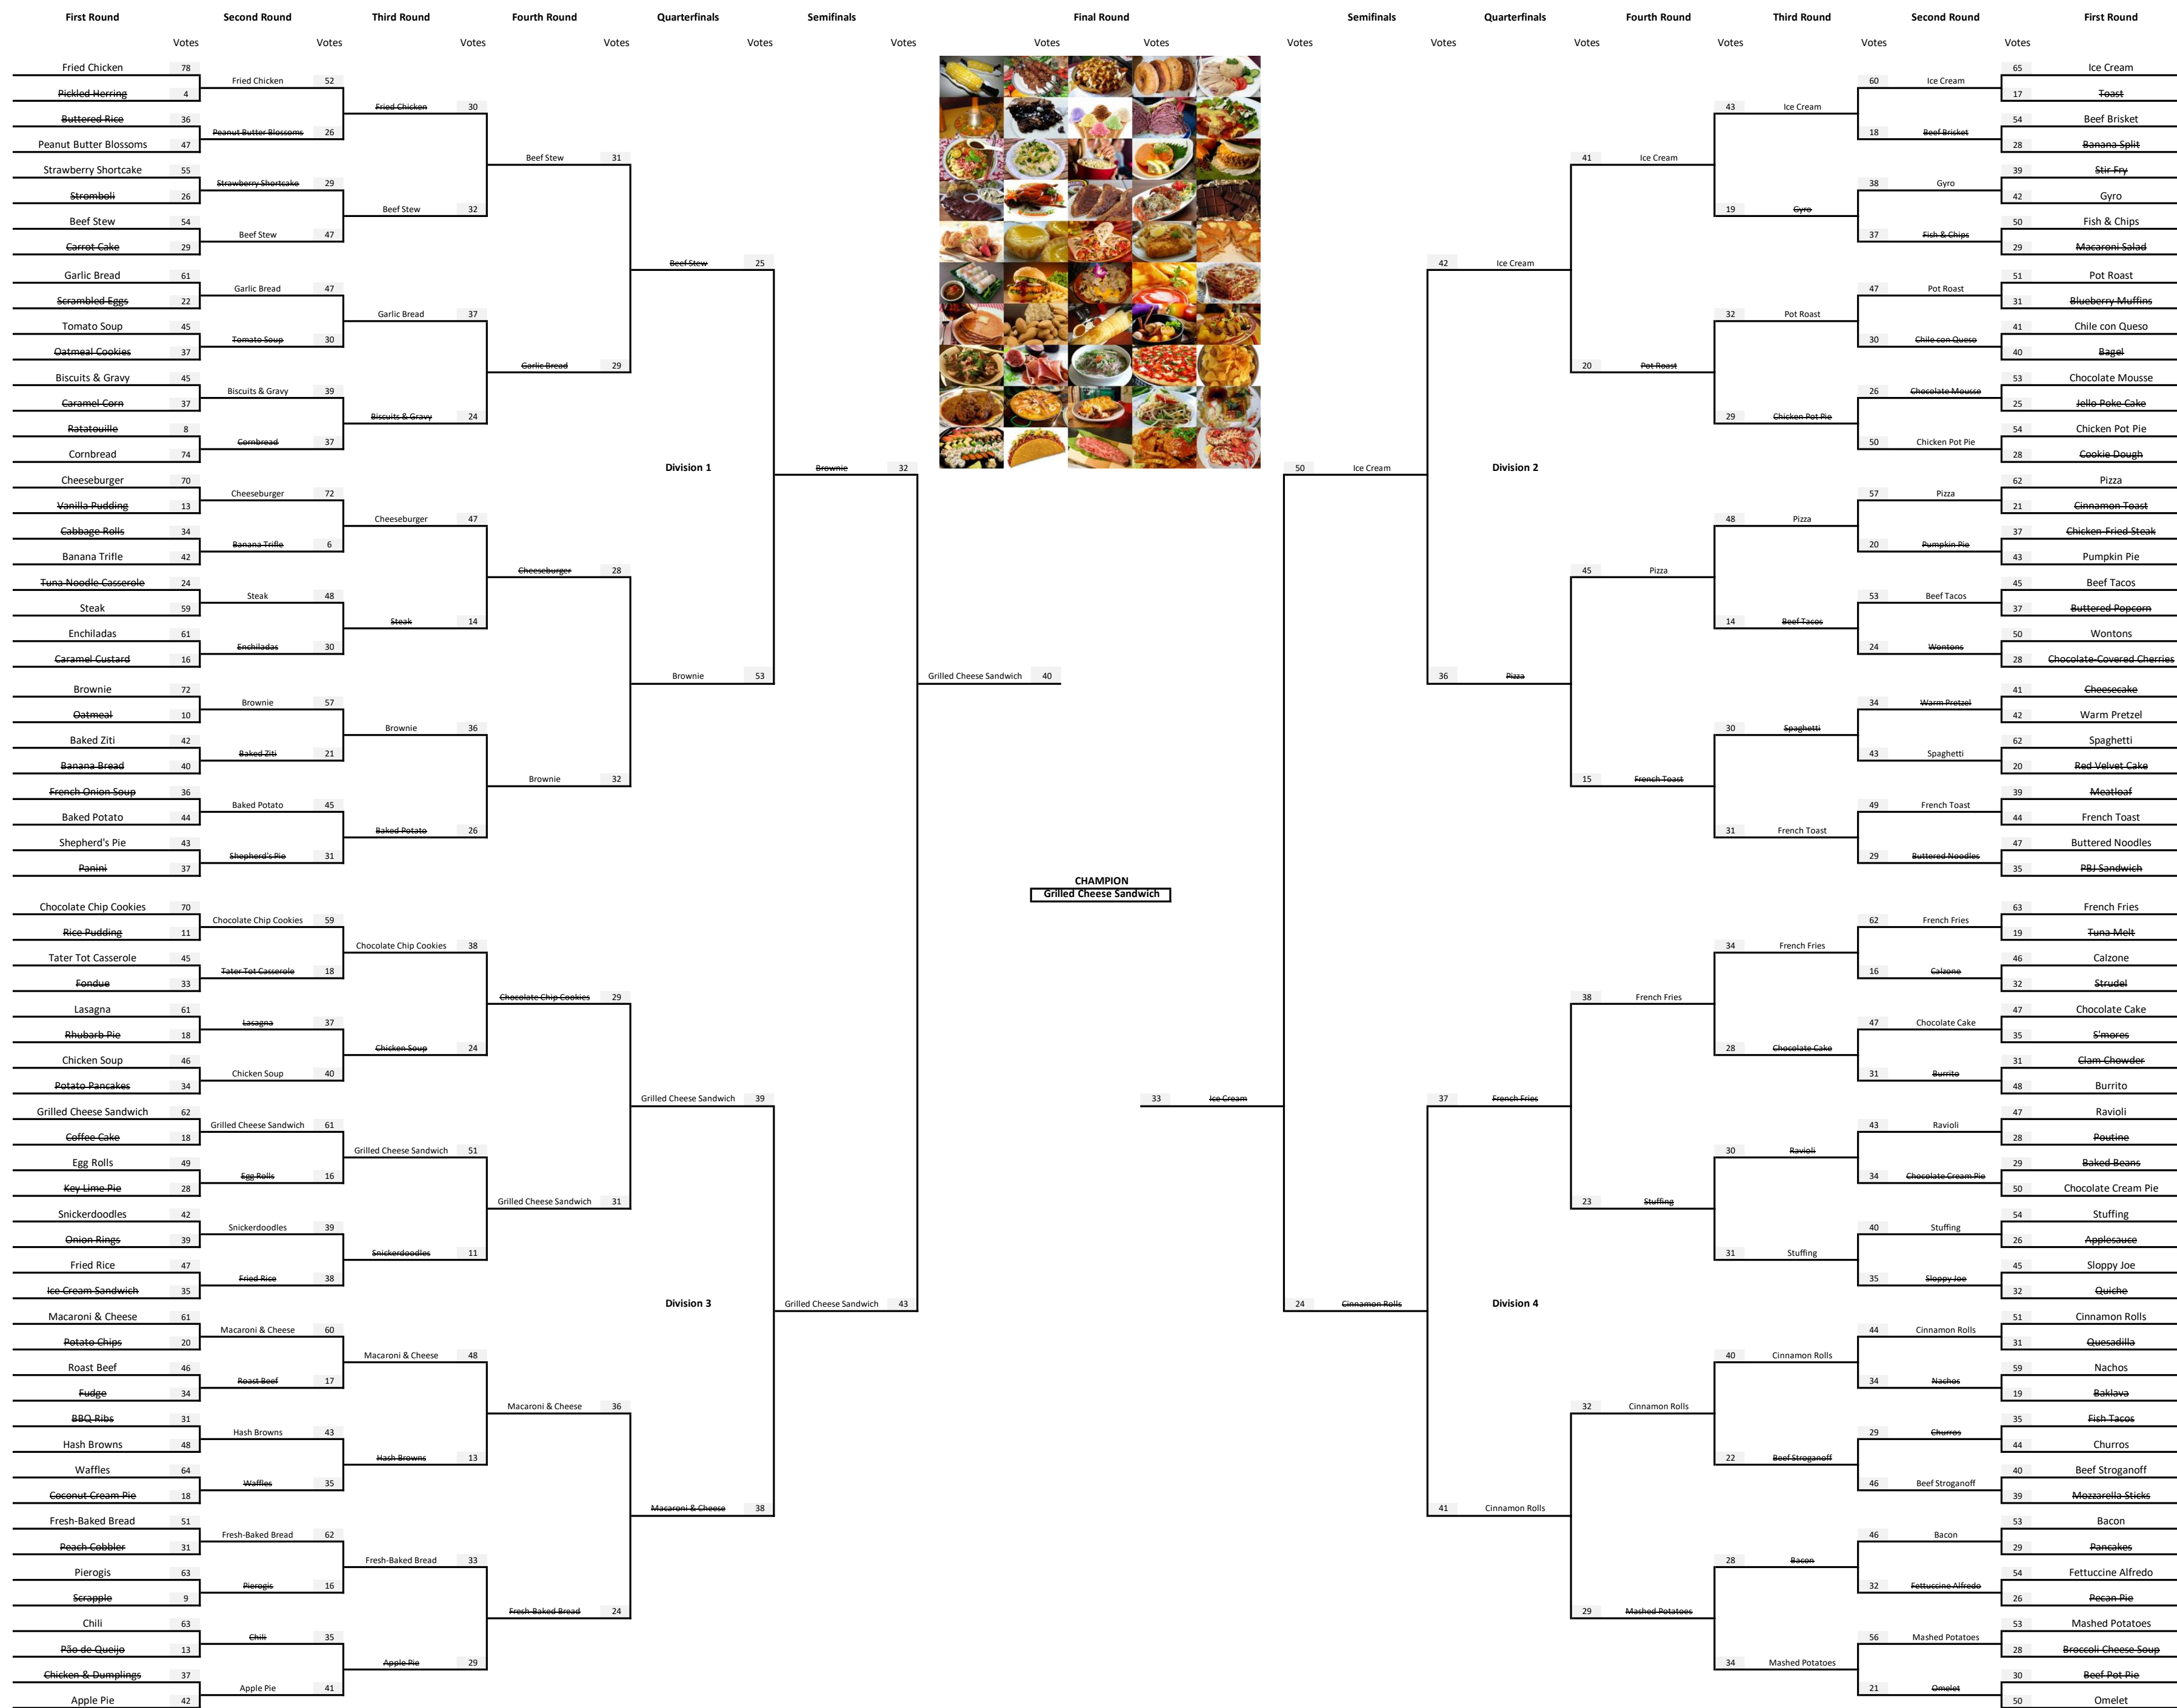 First Round Second Round Third Round Fourth Round Quarterfinals Semifinals Final Round Semifinals Quarterfinals Fourth Round Third Round Second Round First Round
Votes Votes Votes Votes Votes Votes Votes Votes Votes Votes Votes Votes Votes Votes
Fried Chicken 78 65 Ice Cream
Fried Chicken 52 60 Ice Cream
Pickled Herring 4 17 Toast
Fried Chicken 30 43 Ice Cream
Buttered Rice 36 54 Beef Brisket
Peanut Butter Blossoms 26 18 Beef Brisket
Peanut Butter Blossoms 47 28 Banana Split
Beef Stew 31 41 Ice Cream
Strawberry Shortcake 55 39 Stir Fry
Strawberry Shortcake 29 38 Gyro
Stromboli 26 42 Gyro
Beef Stew 32 19 Gyro
Beef Stew 54 50 Fish & Chips
Beef Stew 47 37 Fish & Chips
Carrot Cake 29 29 Macaroni Salad
Beef Stew 25 42 Ice Cream
Garlic Bread 61 51 Pot Roast
Garlic Bread 47 47 Pot Roast
Scrambled Eggs 22 31 Blueberry Muffins
Garlic Bread 37 32 Pot Roast
Tomato Soup 45 41 Chile con Queso
Tomato Soup 30 30 Chile con Queso
Oatmeal Cookies 37 40 Bagel
Garlic Bread 29 20 Pot Roast
Biscuits & Gravy 45 53 Chocolate Mousse
Biscuits & Gravy 39 26 Chocolate Mousse
Caramel Corn 37 25 Jello Poke Cake
Biscuits & Gravy 24 29 Chicken Pot Pie
Ratatouille 8 54 Chicken Pot Pie
Cornbread 37 50 Chicken Pot Pie
Cornbread 74 28 Cookie Dough
Division 1 Brownie 32 50 Ice Cream Division 2
Cheeseburger 70 62 Pizza
Cheeseburger 72 57 Pizza
Vanilla Pudding 13 21 Cinnamon Toast
Cheeseburger 47 48 Pizza
Cabbage Rolls 34 37 Chicken-Fried Steak
Banana Trifle 6 20 Pumpkin Pie
Banana Trifle 42 43 Pumpkin Pie
Cheeseburger 28 45 Pizza
Tuna Noodle Casserole 24 45 Beef Tacos
Steak 48 53 Beef Tacos
Steak 59 37 Buttered Popcorn
Steak 14 14 Beef Tacos
Enchiladas 61 50 Wontons
Enchiladas 30 24 Wontons
Caramel Custard 16 28 Chocolate-Covered Cherries
Brownie 53 Grilled Cheese Sandwich 40 36 Pizza
Brownie 72 41 Cheesecake
Brownie 57 34 Warm Pretzel
Oatmeal 10 42 Warm Pretzel
Brownie 36 30 Spaghetti
Baked Ziti 42 62 Spaghetti
Baked Ziti 21 43 Spaghetti
Banana Bread 40 20 Red Velvet Cake
Brownie 32 15 French Toast
French Onion Soup 36 39 Meatloaf
Baked Potato 45 49 French Toast
Baked Potato 44 44 French Toast
Baked Potato 26 31 French Toast
Shepherd's Pie 43 47 Buttered Noodles
Shepherd's Pie 31 29 Buttered Noodles
Panini 37 35 PBJ Sandwich
CHAMPION
Grilled Cheese Sandwich
Chocolate Chip Cookies 70 63 French Fries
Chocolate Chip Cookies 59 62 French Fries
Rice Pudding 11 19 Tuna Melt
Chocolate Chip Cookies 38 34 French Fries
Tater Tot Casserole 45 46 Calzone
Tater Tot Casserole 18 16 Calzone
Fondue 33 32 Strudel
Chocolate Chip Cookies 29 38 French Fries
Lasagna 61 47 Chocolate Cake
Lasagna 37 47 Chocolate Cake
Rhubarb Pie 18 35 S'mores
Chicken Soup 24 28 Chocolate Cake
Chicken Soup 46 31 Clam Chowder
Chicken Soup 40 31 Burrito
Potato Pancakes 34 48 Burrito
Grilled Cheese Sandwich 39 33 Ice Cream 37 French Fries
Grilled Cheese Sandwich 62 47 Ravioli
Grilled Cheese Sandwich 61 43 Ravioli
Coffee Cake 18 28 Poutine
Grilled Cheese Sandwich 51 30 Ravioli
Egg Rolls 49 29 Baked Beans
Egg Rolls 16 34 Chocolate Cream Pie
Key Lime Pie 28 50 Chocolate Cream Pie
Grilled Cheese Sandwich 31 23 Stuffing
Snickerdoodles 42 54 Stuffing
Snickerdoodles 39 40 Stuffing
Onion Rings 39 26 Applesauce
Snickerdoodles 11 31 Stuffing
Fried Rice 47 45 Sloppy Joe
Fried Rice 38 35 Sloppy Joe
Ice Cream Sandwich 35 32 Quiche
Division 3 Grilled Cheese Sandwich 43 24 Cinnamon Rolls Division 4
Macaroni & Cheese 61 51 Cinnamon Rolls
Macaroni & Cheese 60 44 Cinnamon Rolls
Potato Chips 20 31 Quesadilla
Macaroni & Cheese 48 40 Cinnamon Rolls
Roast Beef 46 59 Nachos
Roast Beef 17 34 Nachos
Fudge 34 19 Baklava
Macaroni & Cheese 36 32 Cinnamon Rolls
BBQ Ribs 31 35 Fish Tacos
Hash Browns 43 29 Churros
Hash Browns 48 44 Churros
Hash Browns 13 22 Beef Stroganoff
Waffles 64 40 Beef Stroganoff
Waffles 35 46 Beef Stroganoff
Coconut Cream Pie 18 39 Mozzarella Sticks
Macaroni & Cheese 38 41 Cinnamon Rolls
Fresh-Baked Bread 51 53 Bacon
Fresh-Baked Bread 62 46 Bacon
Peach Cobbler 31 29 Pancakes
Fresh-Baked Bread 33 28 Bacon
Pierogis 63 54 Fettuccine Alfredo
Pierogis 16 32 Fettuccine Alfredo
Scrapple 9 26 Pecan Pie
Fresh-Baked Bread 24 29 Mashed Potatoes
Chili 63 53 Mashed Potatoes
Chili 35 56 Mashed Potatoes
Pão de Queijo 13 28 Broccoli Cheese Soup
Apple Pie 29 34 Mashed Potatoes
Chicken & Dumplings 37 30 Beef Pot Pie
Apple Pie 41 21 Omelet
Apple Pie 42 50 Omelet